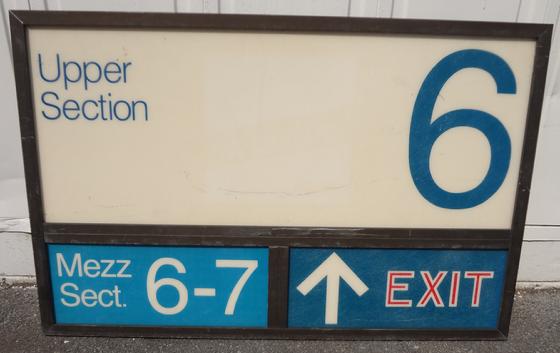 Upper
Section
6
Mezz
Sect.
6-7
EXIT